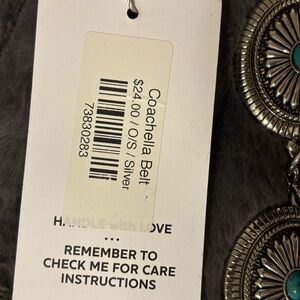 Coachella Belt
$24.00 / O/S / Silver
73830283
HANDLE with LOVE
...
REMEMBER TO
CHECK ME FOR CARE
INSTRUCTIONS